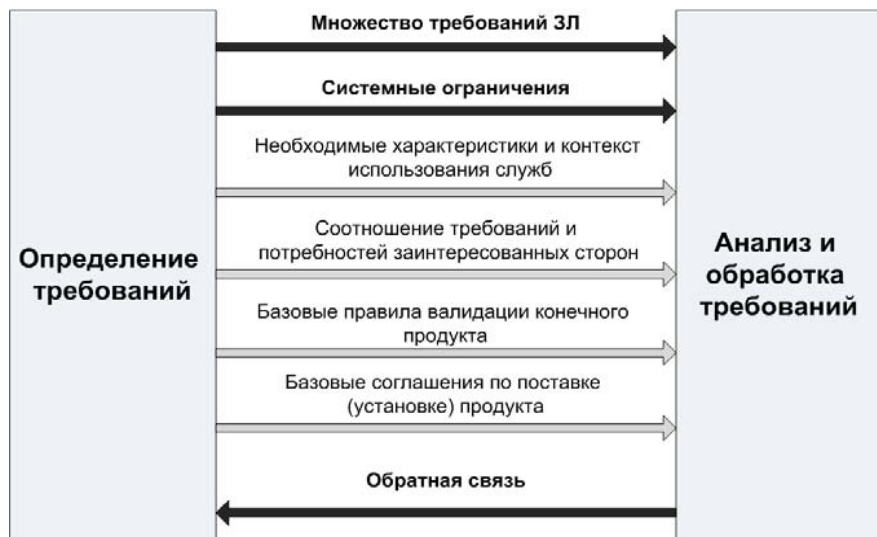 Множество требований ЗЛ
Системные ограничения
Необходимые характеристики и контекст
использования служб
Соотношение требований и
потребностей заинтересованных сторон
Базовые правила валидации конечного
продукта
Базовые соглашения по поставке
(установке) продукта
Обратная связь
Определение
требований
Анализ и
обработка
требований